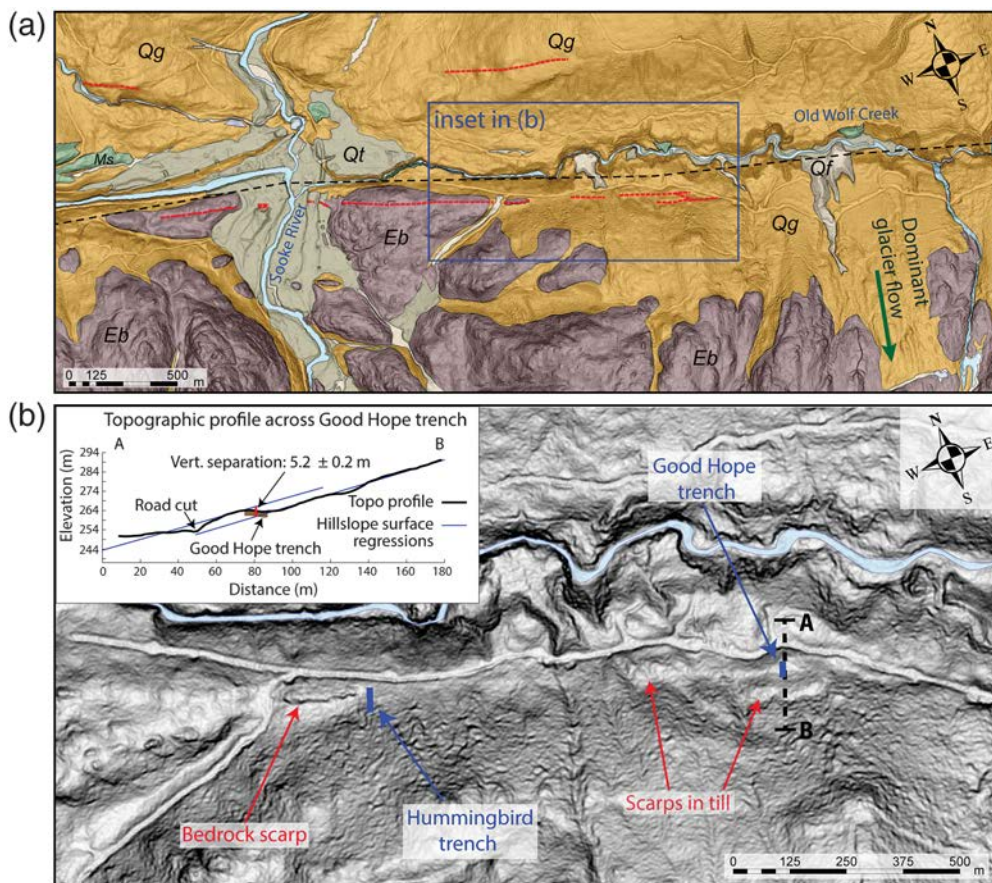 (a)
Qg
Qg
N
W
E
S
inset in (b)
Old Wolf Creek
Ms
Qt
Qf
Sooke River
Eb
Qg
Dominant
glacier flow
Eb
Eb
0 125 250 500
m
(b)
Topographic profile across Good Hope trench
A
B
Vert. separation: 5.2 ± 0.2 m
Elevation (m)
294
284
274
264
254
244
Road cut
Topo profile
Hillslope surface
regressions
Good Hope trench
0 20 40 60 80 100 120 140 160 180
Distance (m)
Good Hope
trench
N
W
E
S
A
B
Bedrock scarp
Hummingbird
trench
Scarps in till
0 125 250 375 500
m